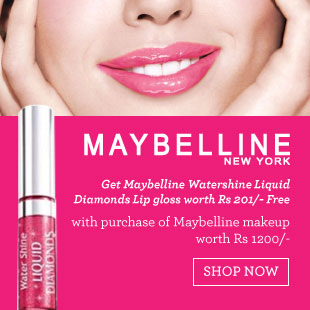 MAYBELLINE
NEW YORK
Get Maybelline Watershine Liquid
Diamonds Lip gloss worth Rs 201/- Free
with purchase of Maybelline makeup
worth Rs 1200/-
SHOP NOW
Water Shine
LIQUID
DIAMONDS